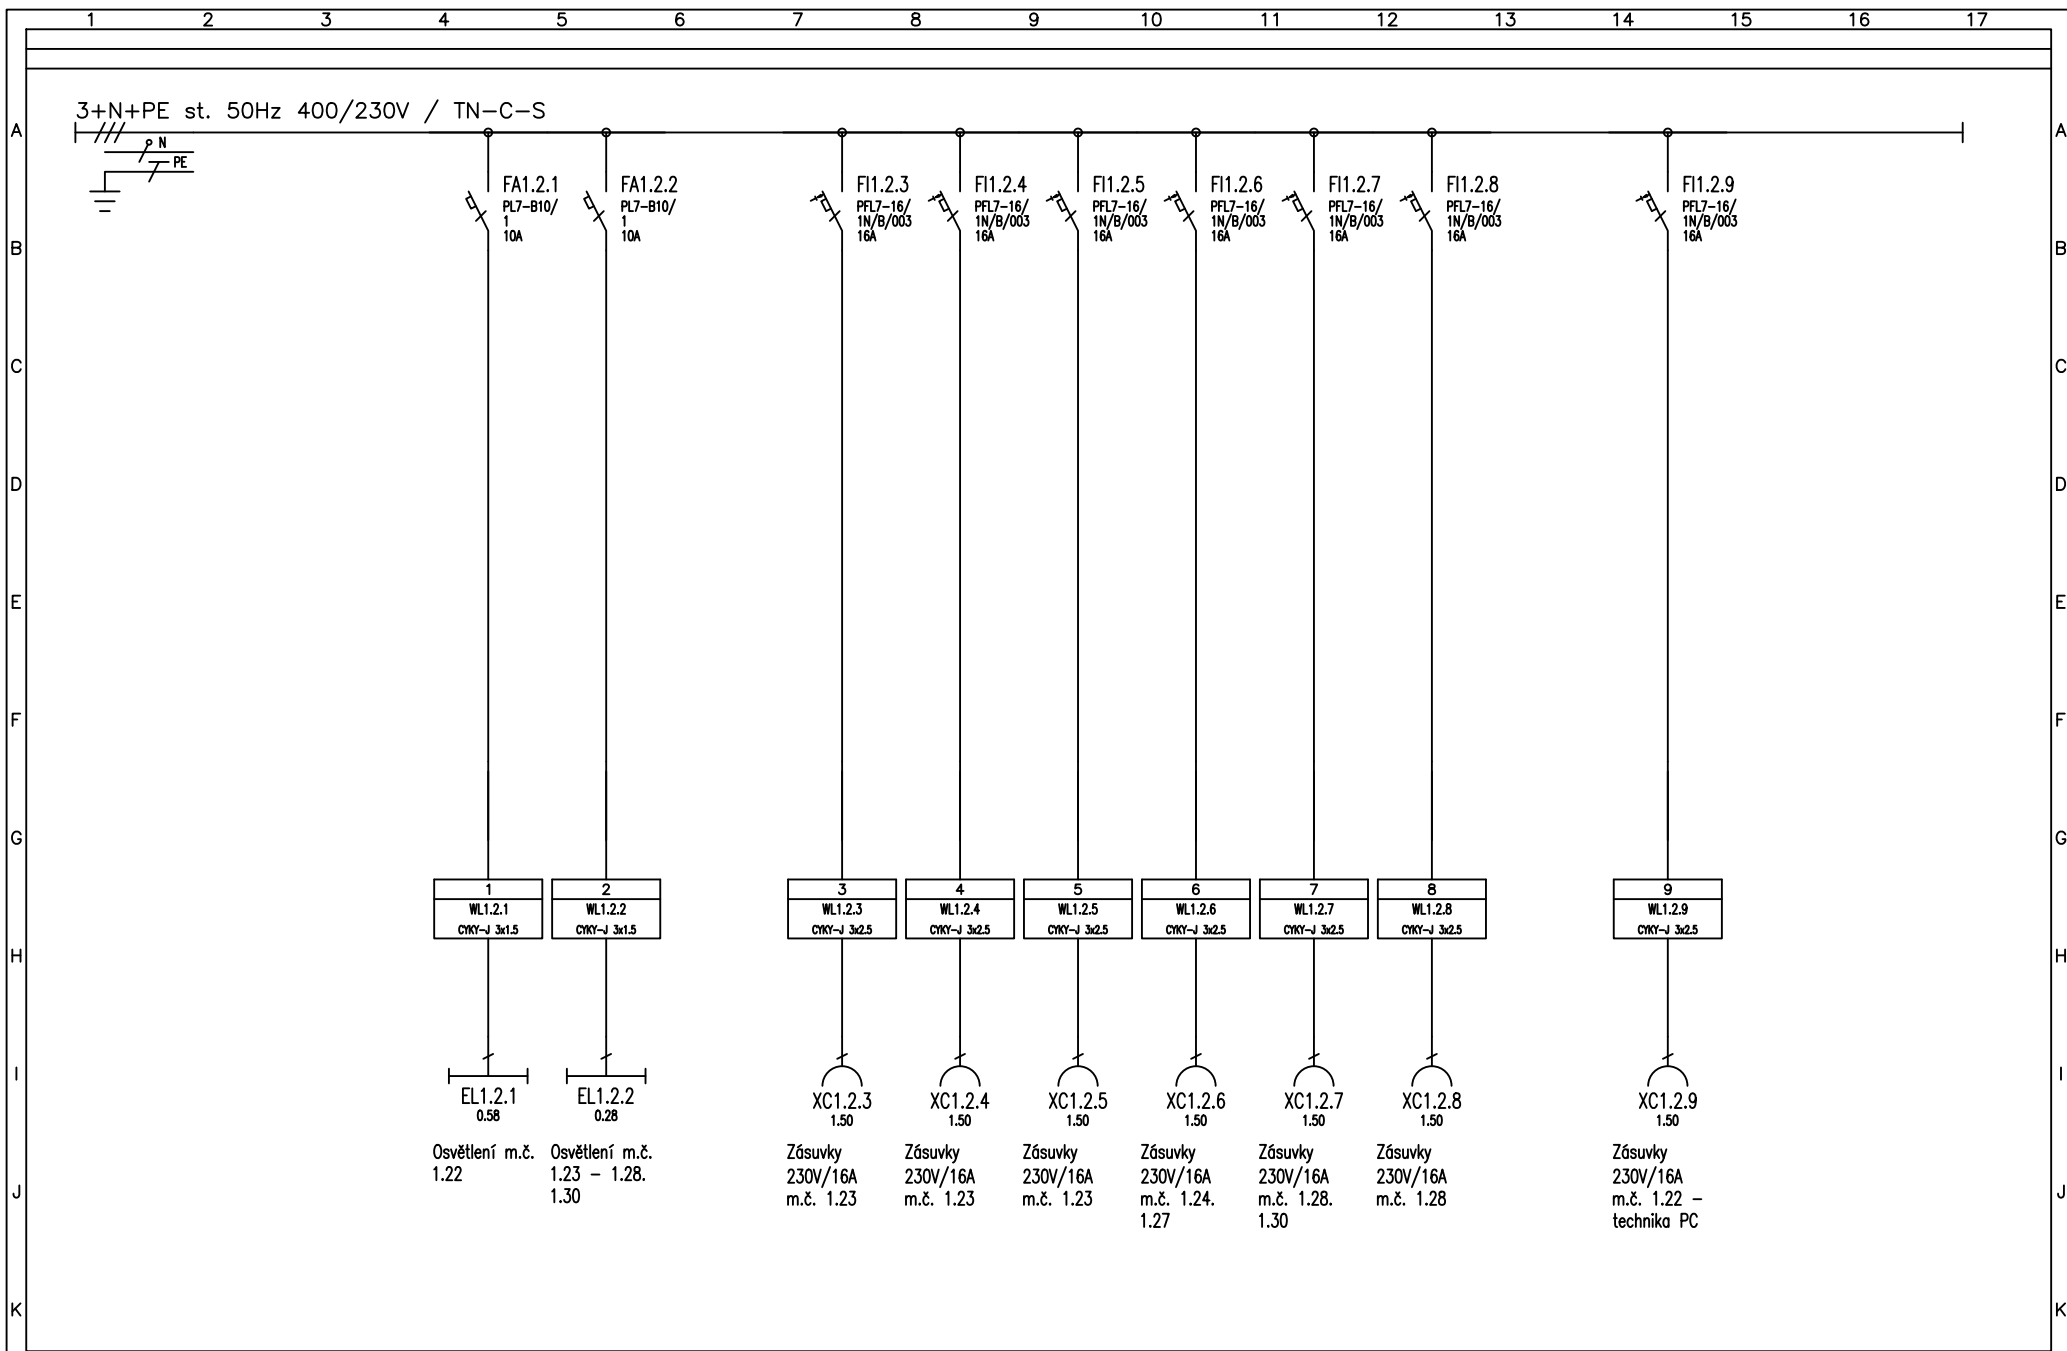 1 2 3 4 5 6 7 8 9 10 11 12 13 14 15 16 17
3+N+PE st. 50Hz 400/230V / TN-C-S
A A
N
PE
FA1.2.1 FA1.2.2 FI1.2.3 FI1.2.4 FI1.2.5 FI1.2.6 FI1.2.7 FI1.2.8 FI1.2.9
PL7-B10/ PL7-B10/ PFL7-16/ PFL7-16/ PFL7-16/ PFL7-16/ PFL7-16/ PFL7-16/ PFL7-16/
1 1 1N/B/003 1N/B/003 1N/B/003 1N/B/003 1N/B/003 1N/B/003 1N/B/003
10A 10A 16A 16A 16A 16A 16A 16A 16A
B B
C C
D D
E E
F F
G G
1 2 3 4 5 6 7 8 9
WL1.2.1 WL1.2.2 WL1.2.3 WL1.2.4 WL1.2.5 WL1.2.6 WL1.2.7 WL1.2.8 WL1.2.9
CYKY-J 3x1.5 CYKY-J 3x1.5 CYKY-J 3x2.5 CYKY-J 3x2.5 CYKY-J 3x2.5 CYKY-J 3x2.5 CYKY-J 3x2.5 CYKY-J 3x2.5 CYKY-J 3x2.5
H H
I I
EL1.2.1 EL1.2.2 XC1.2.3 XC1.2.4 XC1.2.5 XC1.2.6 XC1.2.7 XC1.2.8 XC1.2.9
0.58 0.28 1.50 1.50 1.50 1.50 1.50 1.50 1.50
Osvětlení m.č. Osvětlení m.č. Zásuvky Zásuvky Zásuvky Zásuvky Zásuvky Zásuvky Zásuvky
1.22 1.23 - 1.28. 230V/16A 230V/16A 230V/16A 230V/16A 230V/16A 230V/16A 230V/16A
J 1.30 m.č. 1.23 m.č. 1.23 m.č. 1.23 m.č. 1.24. m.č. 1.28. m.č. 1.28 m.č. 1.22 - J
1.27 1.30 technika PC
K K